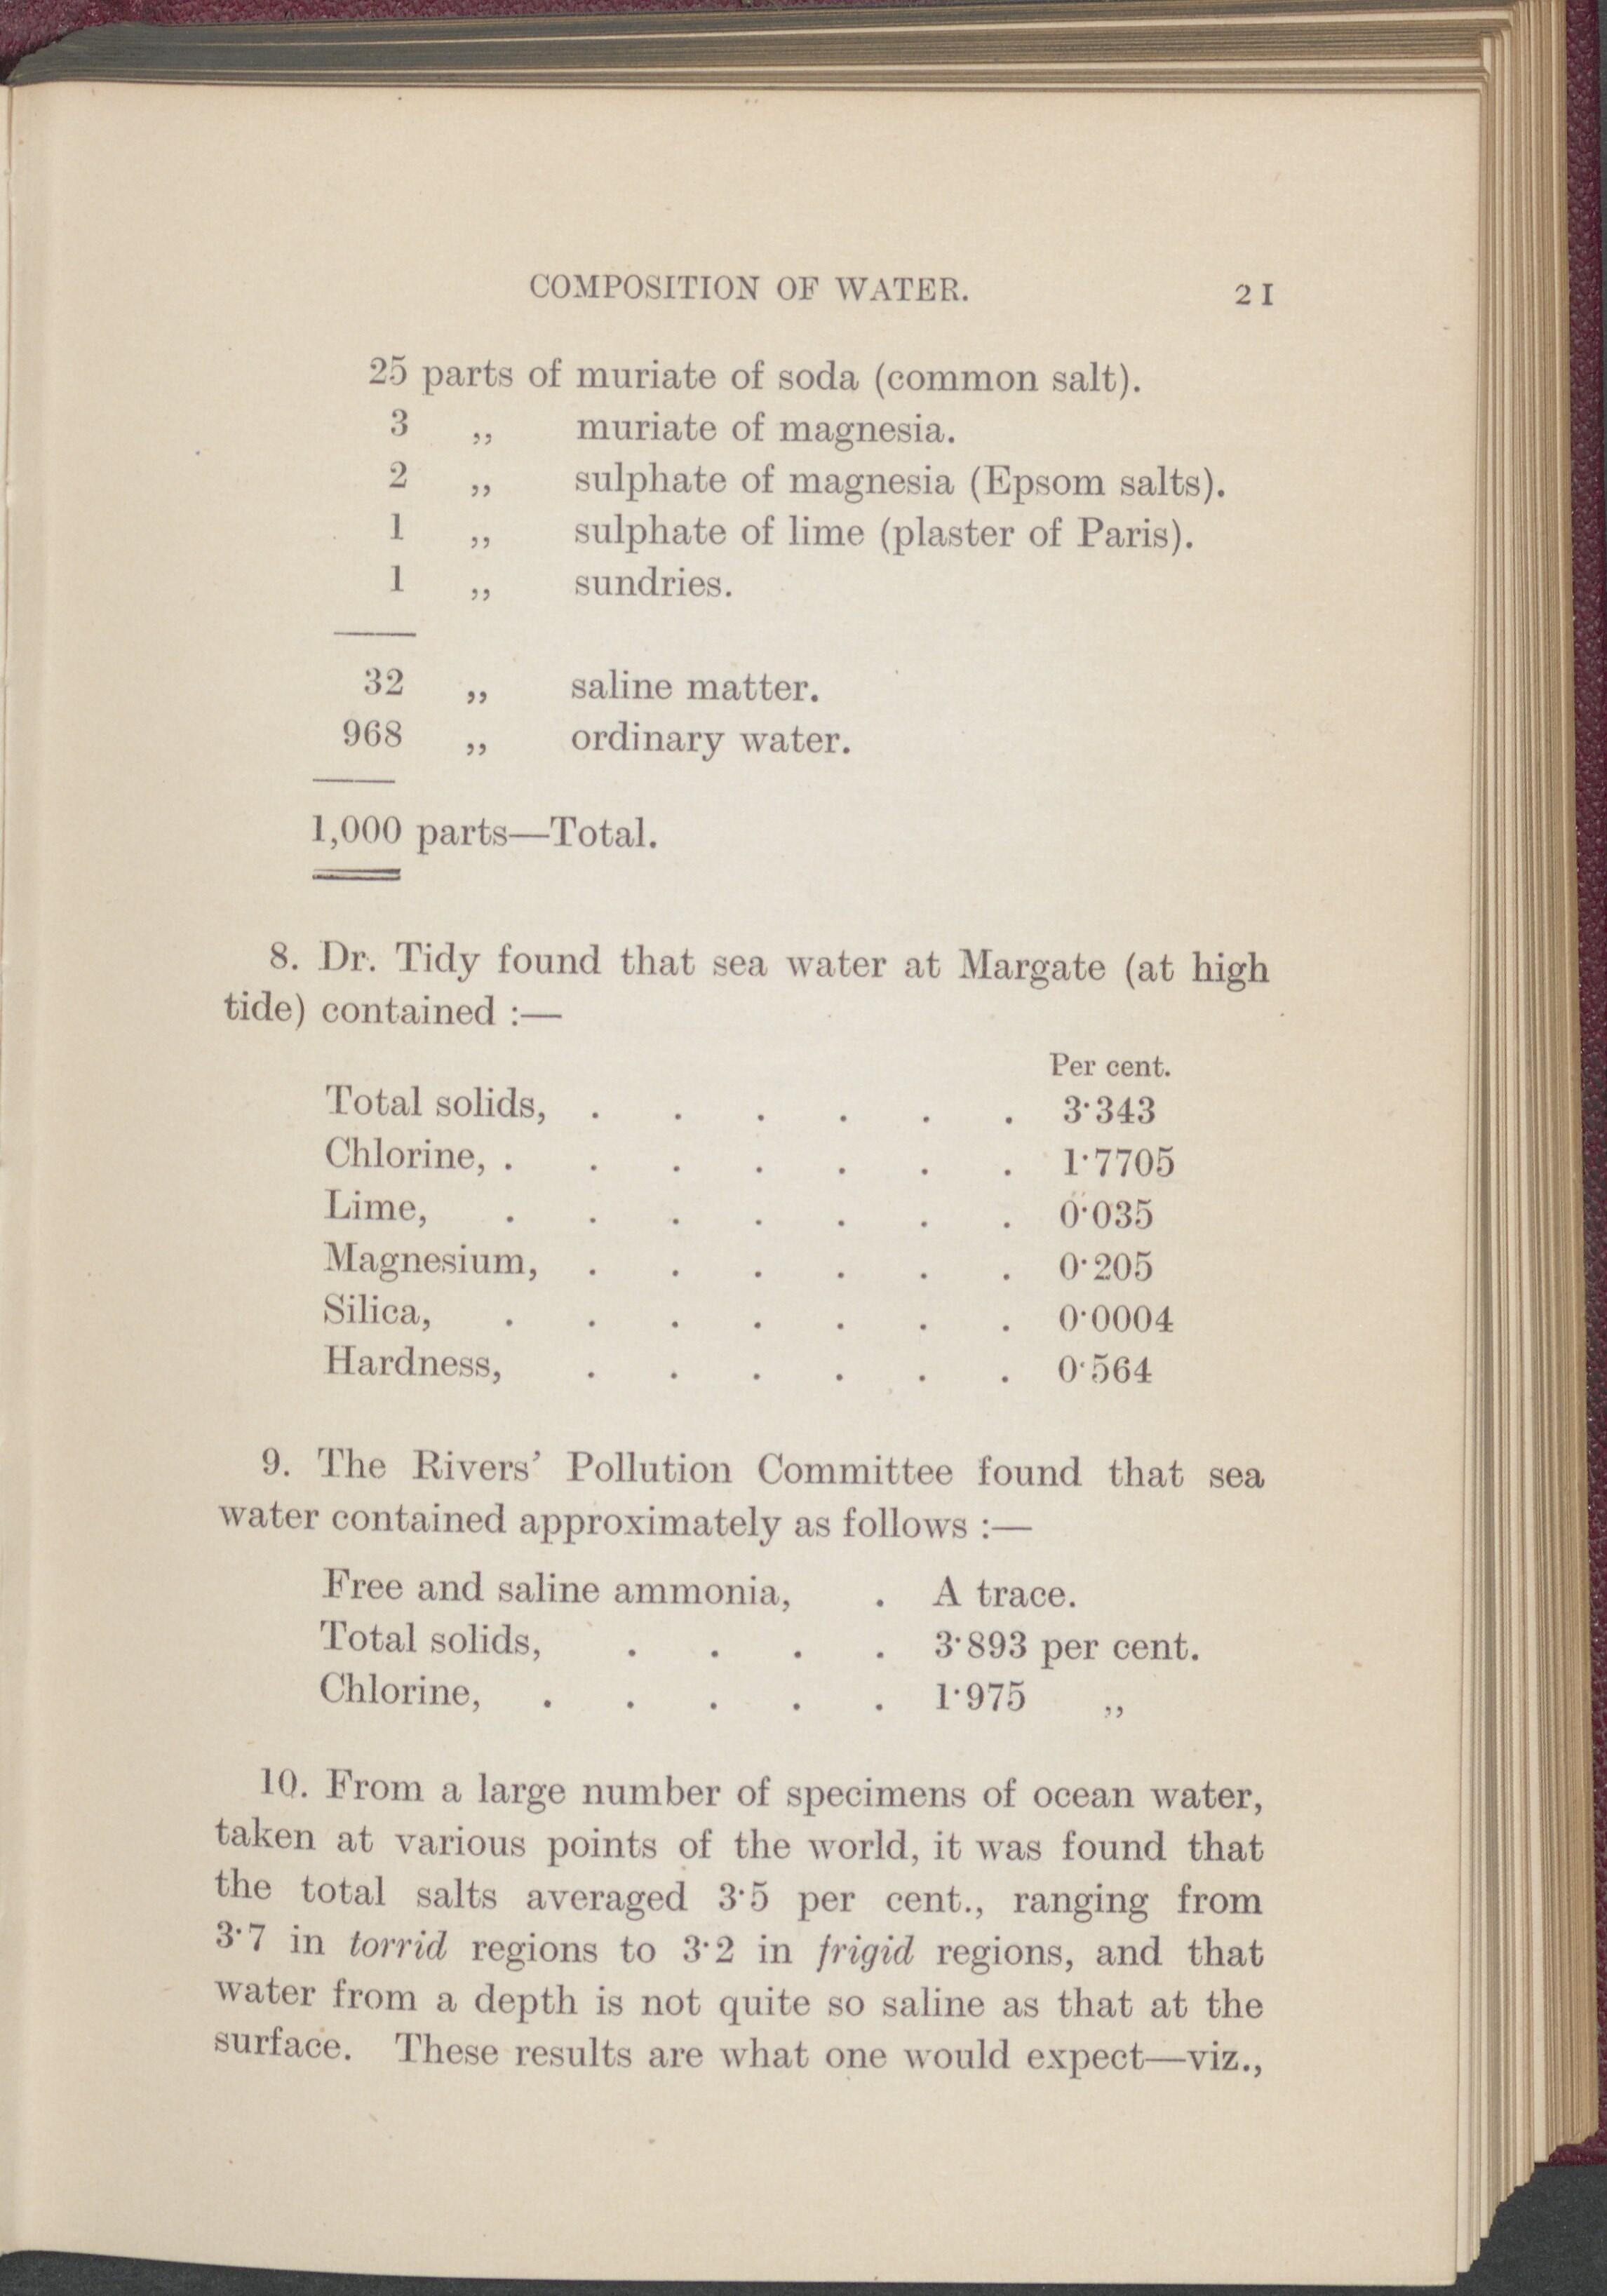 COMPOSITION OF WATER. 21
25 parts of muriate of soda (common salt).
3 ,, muriate of magnesia.
2 ,, sulphate of magnesia (Epsom salts).
1 ,, sulphate of lime (plaster of Paris).
1 ,, sundries.
32 ,, saline matter.
968 ,, ordinary water.
1,000 parts—Total.
8. Dr. Tidy found that sea water at Margate (at high
tide) contained :—
Per cent.
Total solids, . . . . . . 3·343
Chlorine, . . . . . . . 1·7705
Lime, . . . . . . . 0·035
Magnesium, . . . . . . 0·205
Silica, . . . . . . . 0·0004
Hardness, . . . . . . 0·564
9. The Rivers’ Pollution Committee found that sea
water contained approximately as follows :—
Free and saline ammonia, . A trace.
Total solids, . . . . 3·893 per cent.
Chlorine, . . . . . 1·975 ,,
10. From a large number of specimens of ocean water,
taken at various points of the world, it was found that
the total salts averaged 3·5 per cent., ranging from
3·7 in torrid regions to 3·2 in frigid regions, and that
water from a depth is not quite so saline as that at the
surface. These results are what one would expect—viz.,